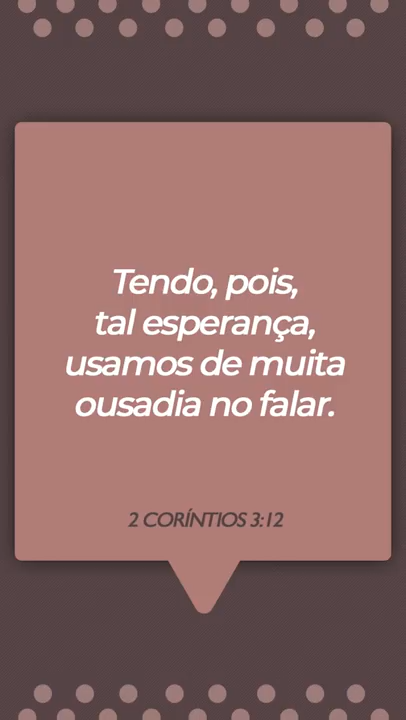 Tendo, pois,
tal esperança,
usamos de muita
ousadia no falar.
2 CORÍNTIOS 3:12